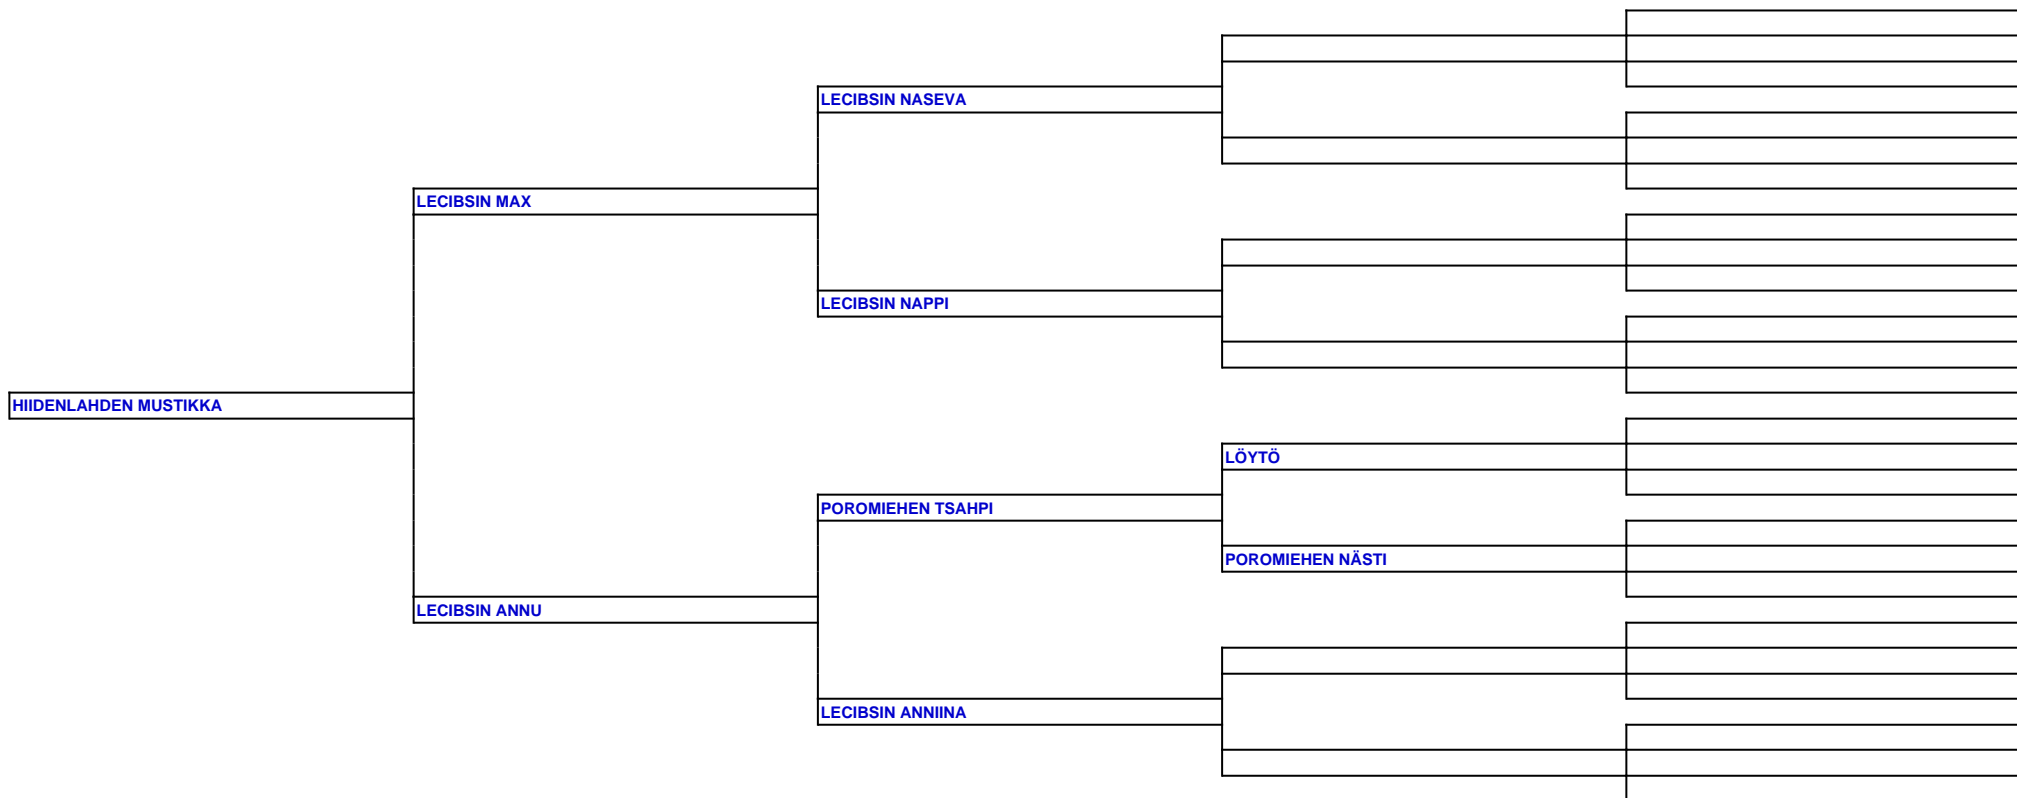 LECIBSIN NASEVA
LECIBSIN MAX
LECIBSIN NAPPI
HIIDENLAHDEN MUSTIKKA
LÖYTÖ
POROMIEHEN TSAHPI
POROMIEHEN NÄSTI
LECIBSIN ANNU
LECIBSIN ANNIINA